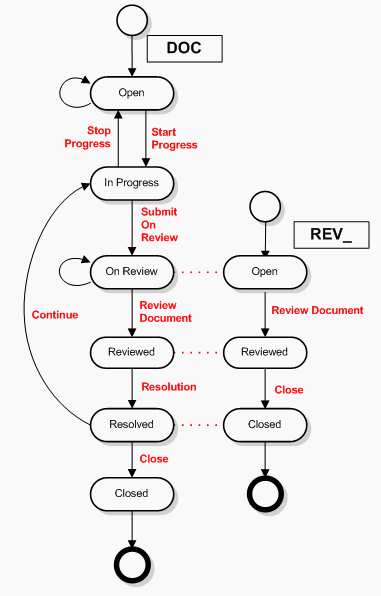 DOC
Open
Stop
Progress
Start
Progress
In Progress
Submit
On
Review
REV_
On Review
Open
Continue
Review
Document
Review Document
Reviewed
Reviewed
Resolution
Close
Resolved
Closed
Close
Closed